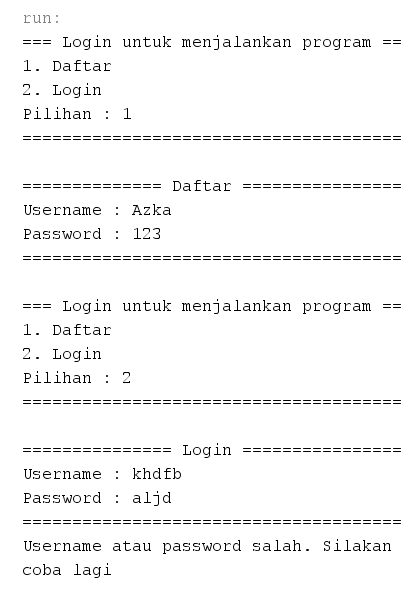 run:
=== Login untuk menjalankan program ==
1. Daftar
2. Login
Pilihan : 1
======================================
============== Daftar ================
Username : Azka
Password : 123
======================================
=== Login untuk menjalankan program ==
1. Daftar
2. Login
Pilihan : 2
======================================
=============== Login ================
Username : khdfb
Password : aljd
======================================
Username atau password salah. Silakan
coba lagi